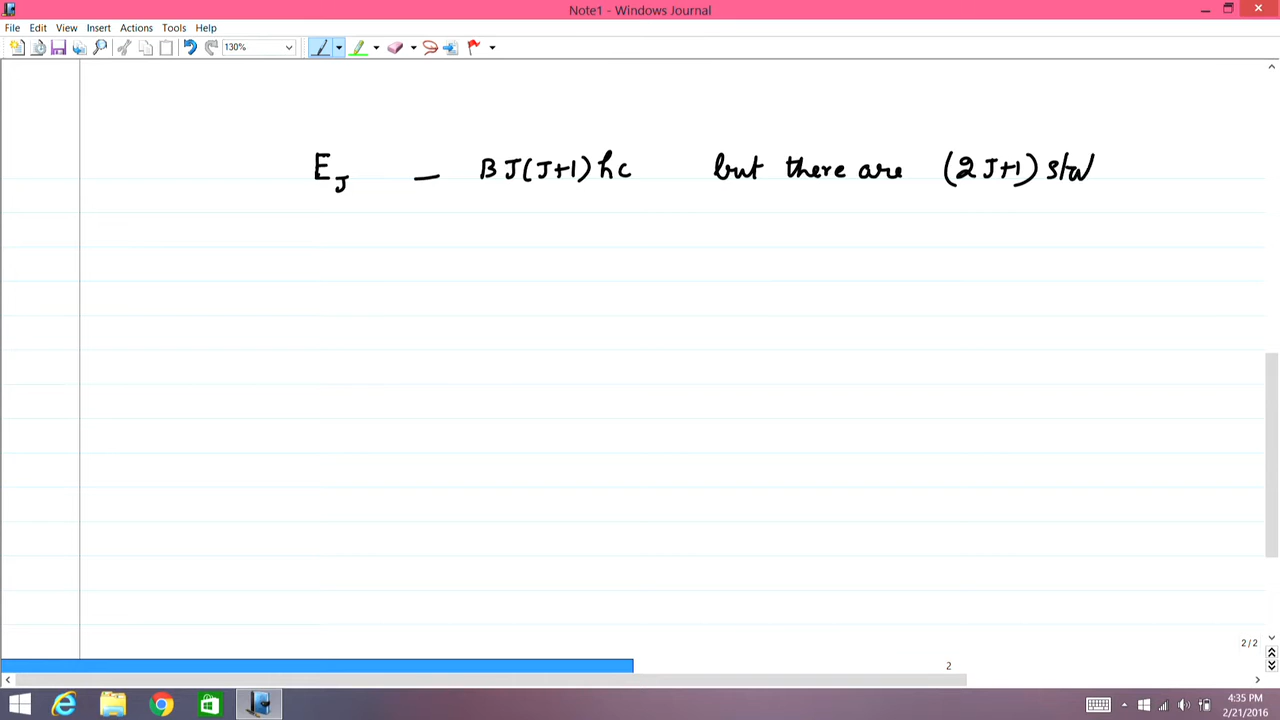 Note1 - Windows Journal
File Edit View Insert Actions Tools Help
130%
E_J — BJ(J+1)hc but there are (2J+1)
2/2
2
4:35 PM
2/21/2016